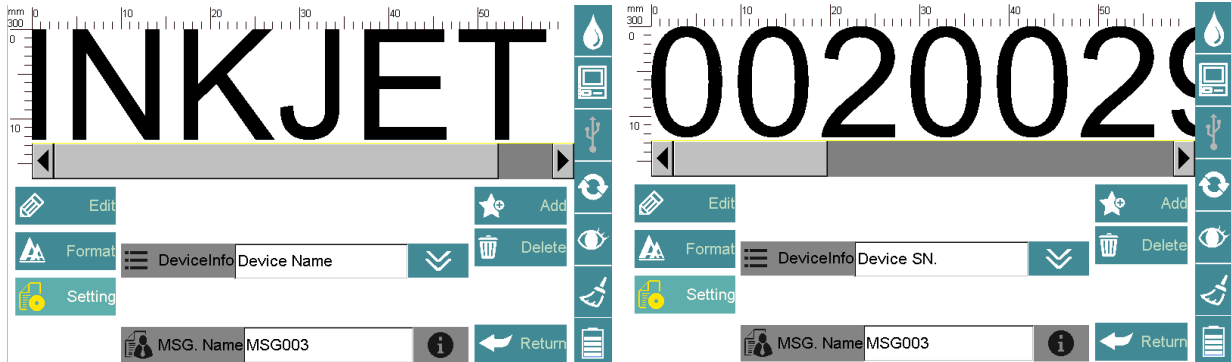 mm
300
0 10 20 30 40 50
0
10
INKJET
Edit
Add
Format
DeviceInfo Device Name
Delete
Setting
MSG. Name MSG003
Return
mm
300
0 10 20 30 40 50
0
10
002002
Edit
Add
Format
DeviceInfo Device SN.
Delete
Setting
MSG. Name MSG003
Return